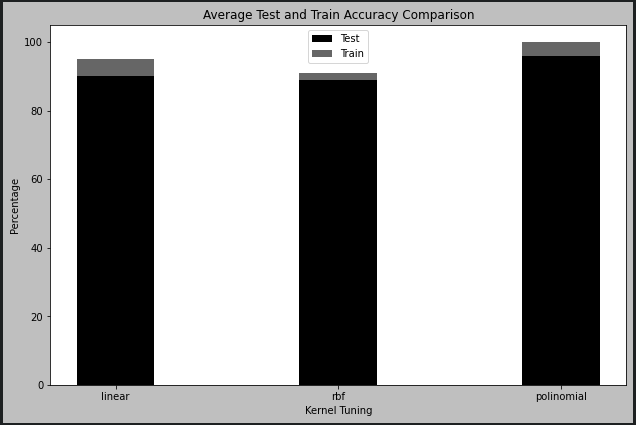 Average Test and Train Accuracy Comparison
Test
Train
100
80
60
40
20
0
Percentage
linear
rbf
polinomial
Kernel Tuning